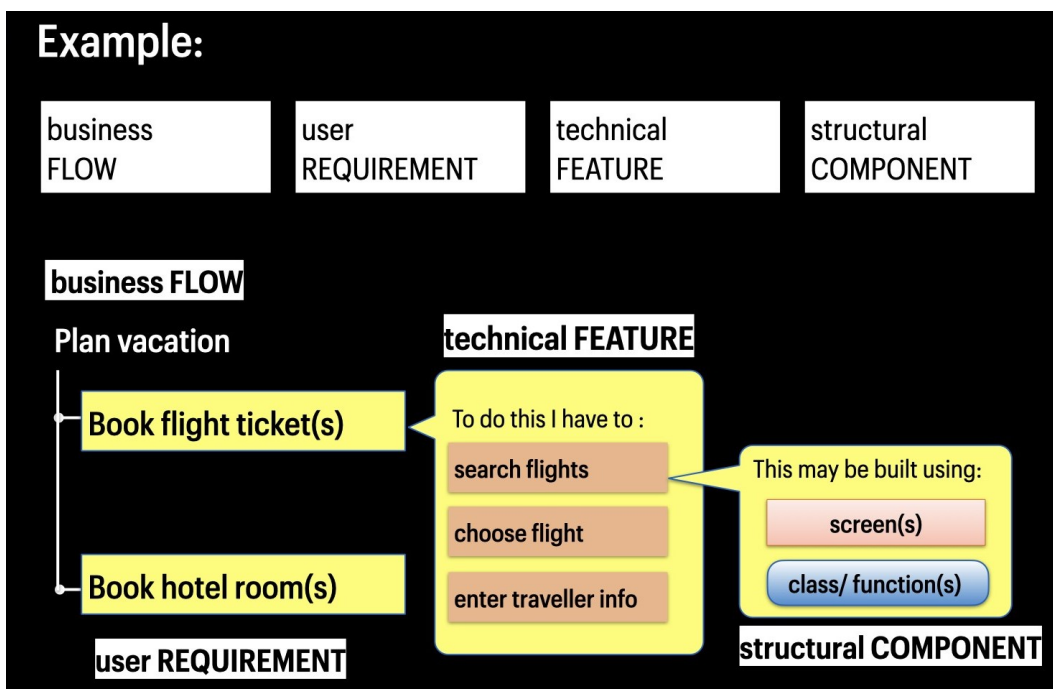 Example:
business
FLOW
user
REQUIREMENT
technical
FEATURE
structural
COMPONENT
business FLOW
Plan vacation
Book flight ticket(s)
Book hotel room(s)
user REQUIREMENT
technical FEATURE
To do this I have to :
search flights
choose flight
enter traveller info
This may be built using:
screen(s)
class/ function(s)
structural COMPONENT